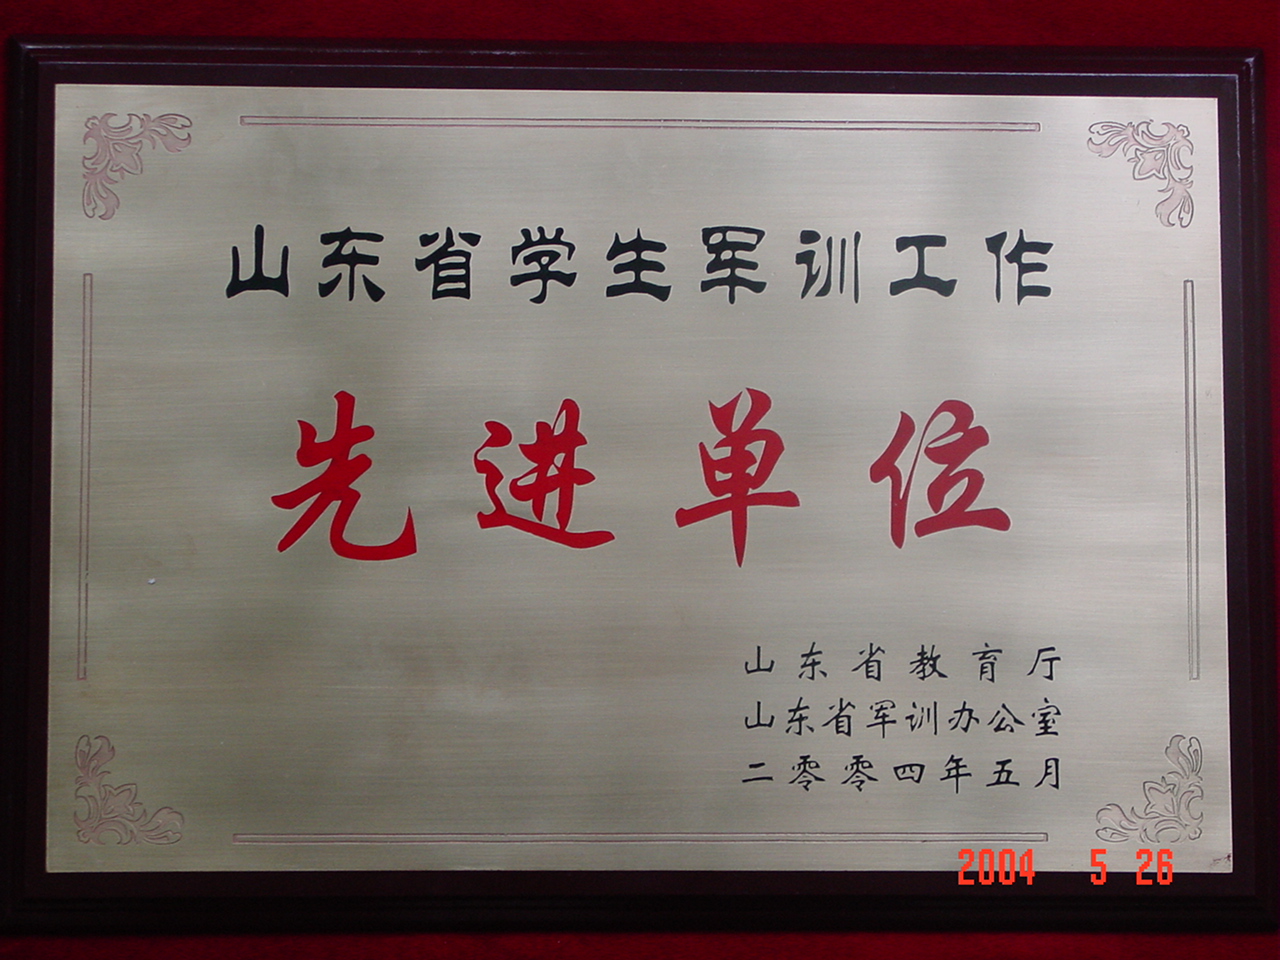 山东省学生军训工作
先进单位
山东省教育厅
山东省军训办公室
二零零四年五月
2004 5 26